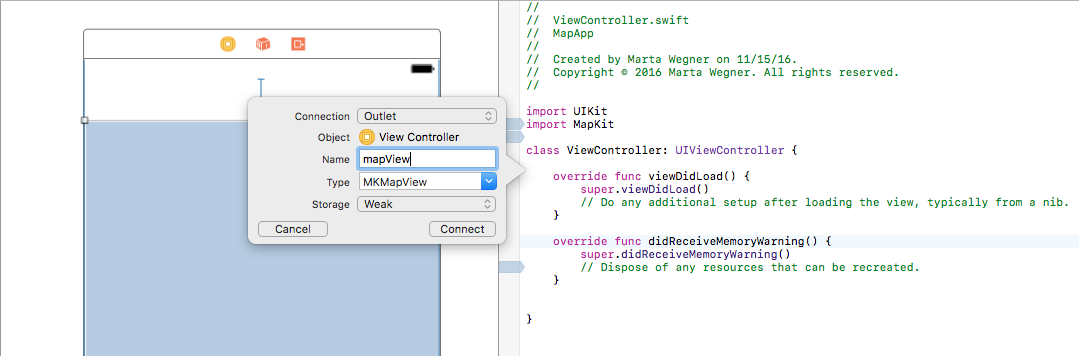 Connection Outlet
Object View Controller
Name mapView
Type MKMapView
Storage Weak
Cancel Connect
//
//  ViewController.swift
//  MapApp
//
//  Created by Marta Wegner on 11/15/16.
//  Copyright © 2016 Marta Wegner. All rights reserved.
//
import UIKit
import MapKit
class ViewController: UIViewController {
    override func viewDidLoad() {
        super.viewDidLoad()
        // Do any additional setup after loading the view, typically from a nib.
    }
    override func didReceiveMemoryWarning() {
        super.didReceiveMemoryWarning()
        // Dispose of any resources that can be recreated.
    }
}